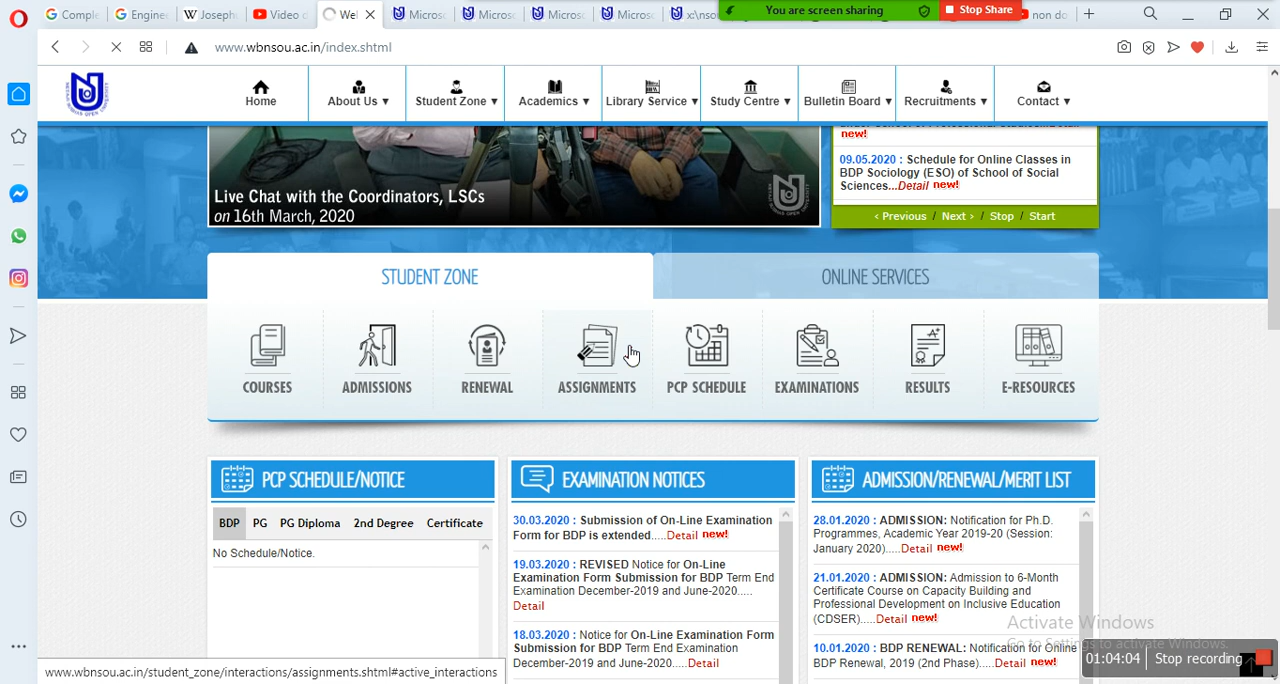 Comple
Engine
Joseph
Video c
Wel
Microso
Microso
Microso
Microso
x:\nsou
You are screen sharing
Stop Share
non do
www.wbnsou.ac.in/index.shtml
Home
About Us ▾
Student Zone ▾
Academics ▾
Library Service ▾
Study Centre ▾
Bulletin Board ▾
Recruitments ▾
Contact ▾
new!
09.05.2020 : Schedule for Online Classes in
BDP Sociology (ESO) of School of Social
Sciences...Detail new!
‹ Previous / Next › / Stop / Start
Live Chat with the Coordinators, LSCs
on 16th March, 2020
STUDENT ZONE
ONLINE SERVICES
COURSES
ADMISSIONS
RENEWAL
ASSIGNMENTS
PCP SCHEDULE
EXAMINATIONS
RESULTS
E-RESOURCES
PCP SCHEDULE/NOTICE
BDP PG PG Diploma 2nd Degree Certificate
No Schedule/Notice.
EXAMINATION NOTICES
30.03.2020 : Submission of On-Line Examination
Form for BDP is extended.....Detail new!
19.03.2020 : REVISED Notice for On-Line
Examination Form Submission for BDP Term End
Examination December-2019 and June-2020.....
Detail
18.03.2020 : Notice for On-Line Examination Form
Submission for BDP Term End Examination
December-2019 and June-2020.....Detail
ADMISSION/RENEWAL/MERIT LIST
28.01.2020 : ADMISSION: Notification for Ph.D.
Programmes, Academic Year 2019-20 (Session:
January 2020).....Detail new!
21.01.2020 : ADMISSION: Admission to 6-Month
Certificate Course on Capacity Building and
Professional Development on Inclusive Education
(CDSER).....Detail new!
10.01.2020 : BDP RENEWAL: Notification for Online
BDP Renewal, 2019 (2nd Phase).....Detail new!
Activate Windows
Go to Settings to activate Windows.
01:04:04 Stop recording
www.wbnsou.ac.in/student_zone/interactions/assignments.shtml#active_interactions